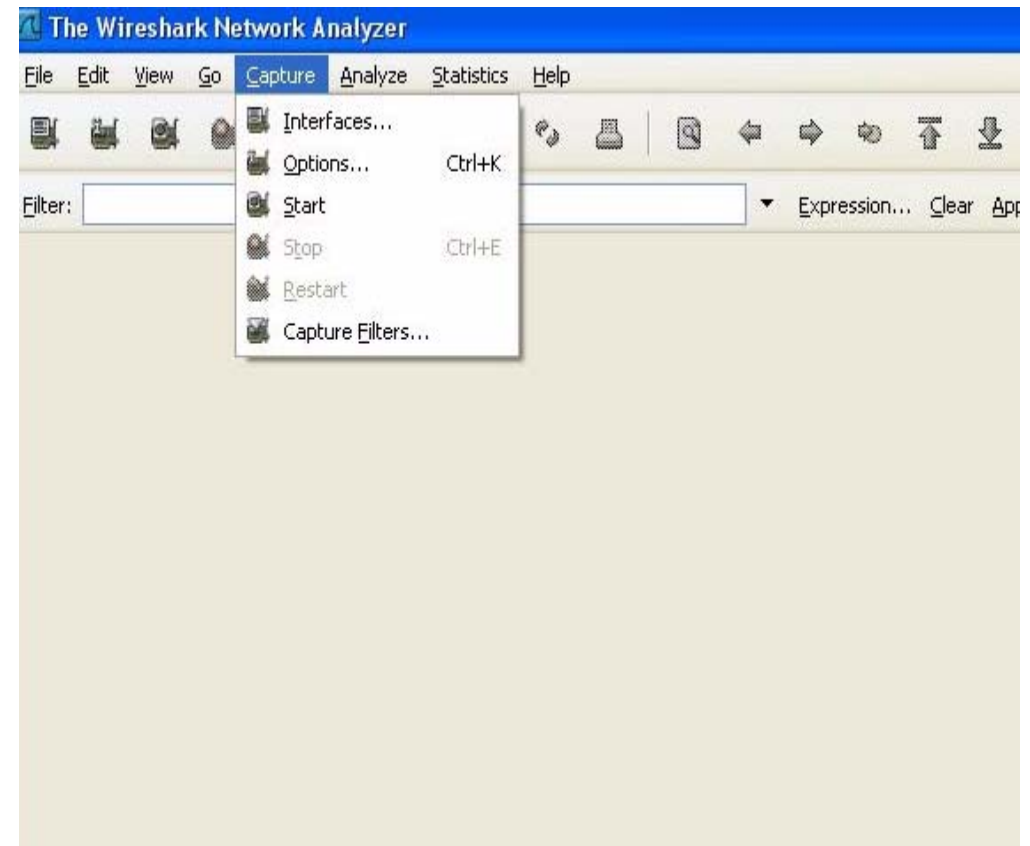 The Wireshark Network Analyzer
File Edit View Go Capture Analyze Statistics Help
Interfaces...
Options... Ctrl+K
Start
Stop Ctrl+E
Restart
Capture Filters...
Filter: Expression... Clear App